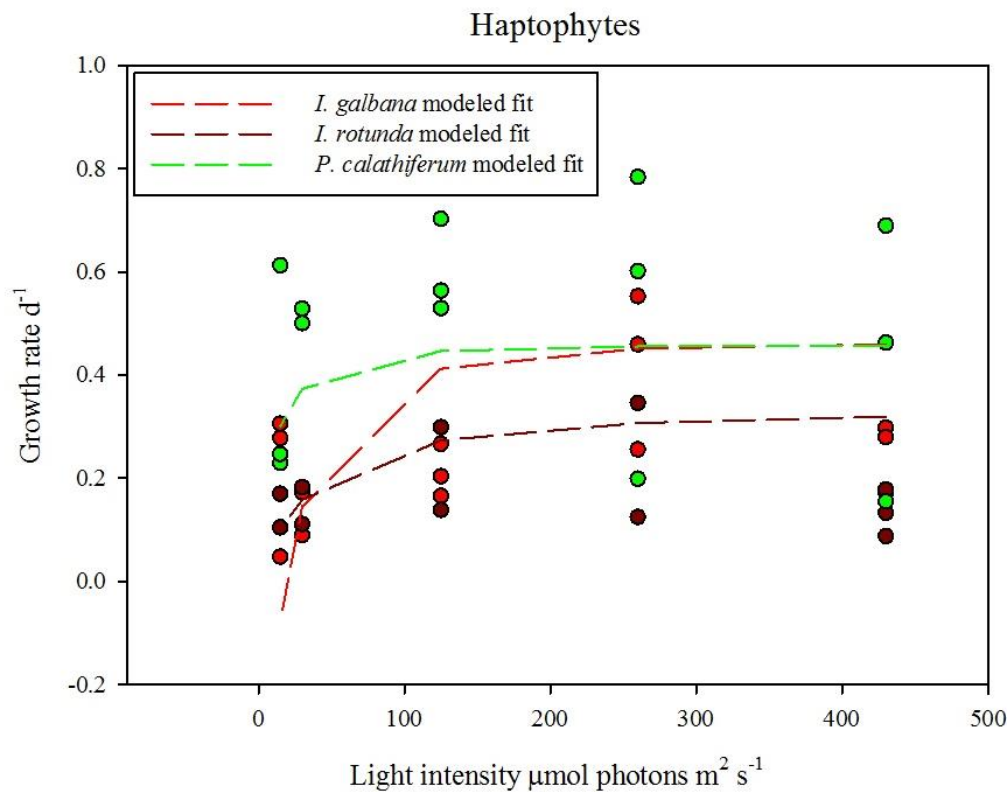 Haptophytes
1.0
I. galbana modeled fit
I. rotunda modeled fit
P. calathiferum modeled fit
0.8
0.6
0.4
0.2
0.0
-0.2
Growth rate d⁻¹
0 100 200 300 400 500
Light intensity μmol photons m² s⁻¹